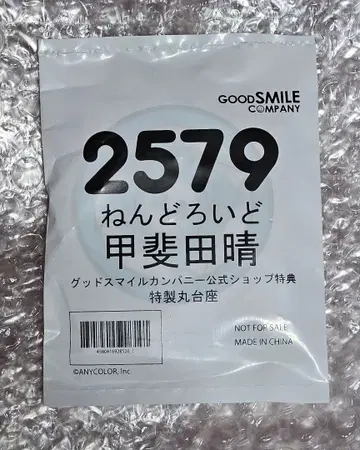 GOODSMILE
COMPANY
2579
ねんどろいど
甲斐田晴
グッドスマイルカンパニー公式ショップ特典
特製丸台座
NOT FOR SALE
MADE IN CHINA
©ANYCOLOR, Inc.